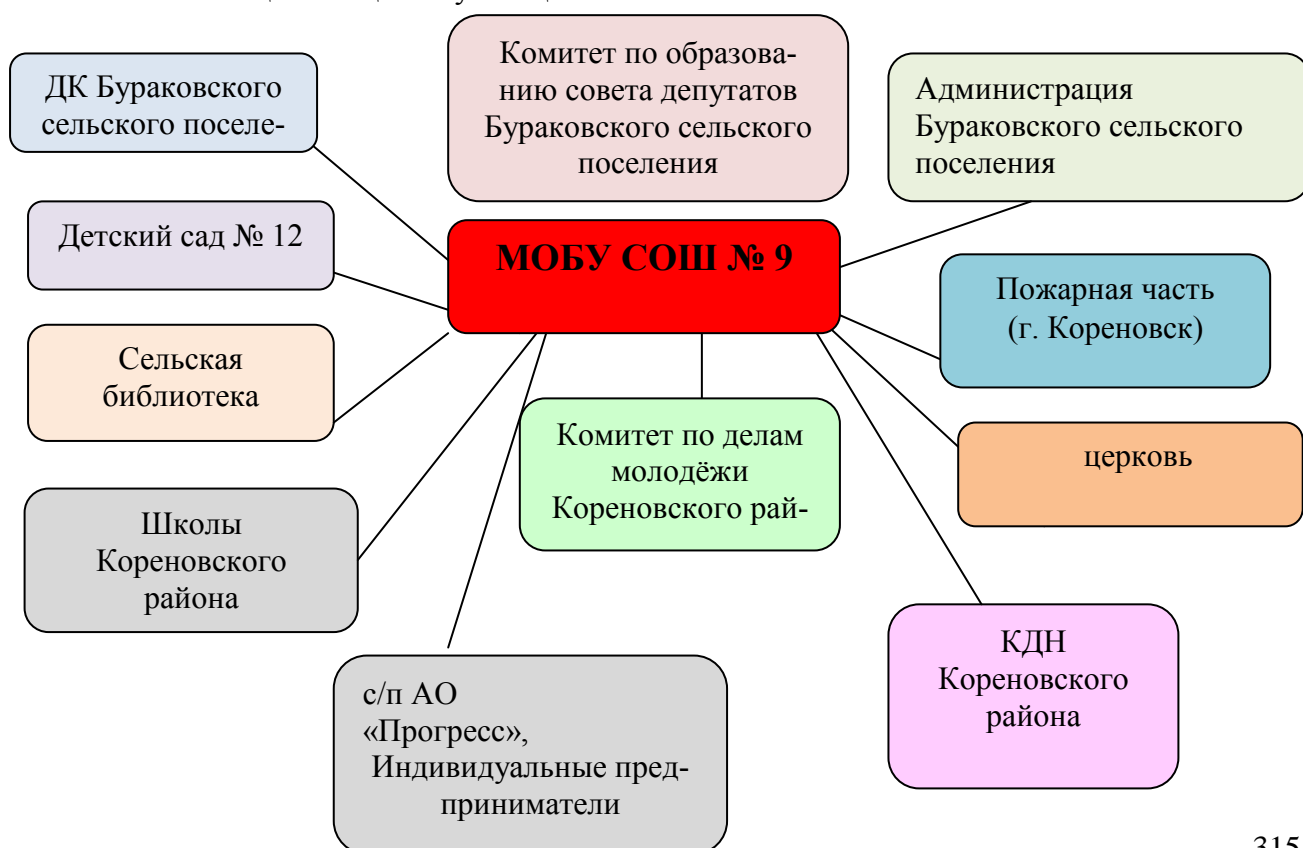 ДК Бураковского
сельского поселе-
Комитет по образова-
нию совета депутатов
Бураковского сельского
поселения
Администрация
Бураковского сельского
поселения
Детский сад № 12
МОБУ СОШ № 9
Пожарная часть
(г. Кореновск)
Сельская
библиотека
Комитет по делам
молодёжи
Кореновского рай-
церковь
Школы
Кореновского
района
с/п АО
«Прогресс»,
Индивидуальные пред-
приниматели
КДН
Кореновского
района
315